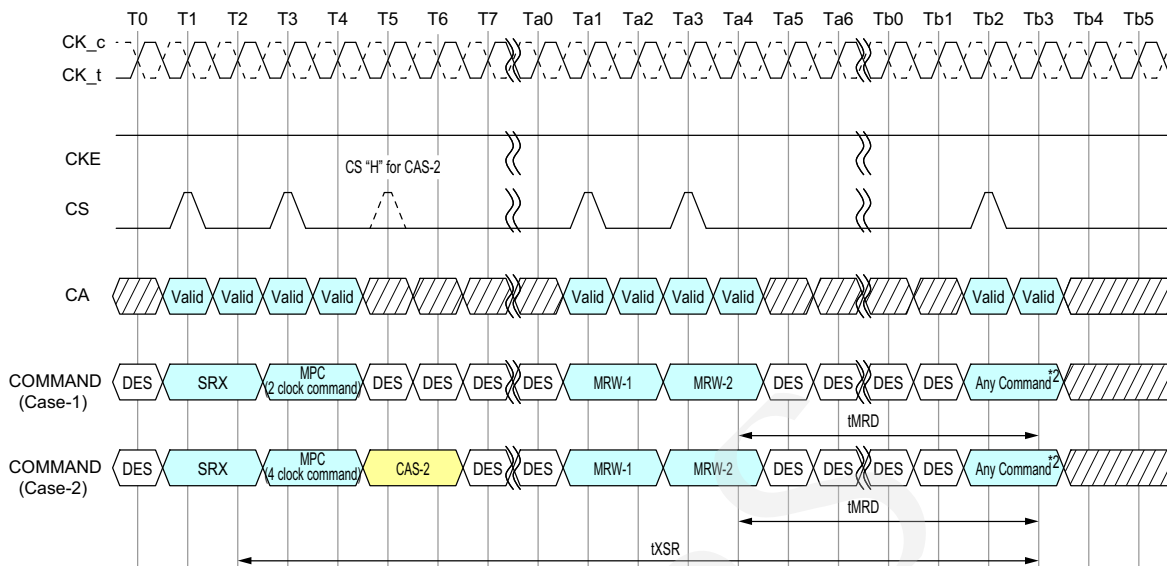 T0 T1 T2 T3 T4 T5 T6 T7 Ta0 Ta1 Ta2 Ta3 Ta4 Ta5 Ta6 Tb0 Tb1 Tb2 Tb3 Tb4 Tb5
CK_c
CK_t
CKE
CS "H" for CAS-2
CS
CA Valid Valid Valid Valid Valid Valid Valid Valid Valid Valid
COMMAND
(Case-1)
DES SRX MPC
(2 clock command)
DES DES DES DES MRW-1 MRW-2 DES DES DES DES Any Command*2
tMRD
COMMAND
(Case-2)
DES SRX MPC
(4 clock command)
CAS-2 DES DES MRW-1 MRW-2 DES DES DES DES Any Command*2
tMRD
tXSR